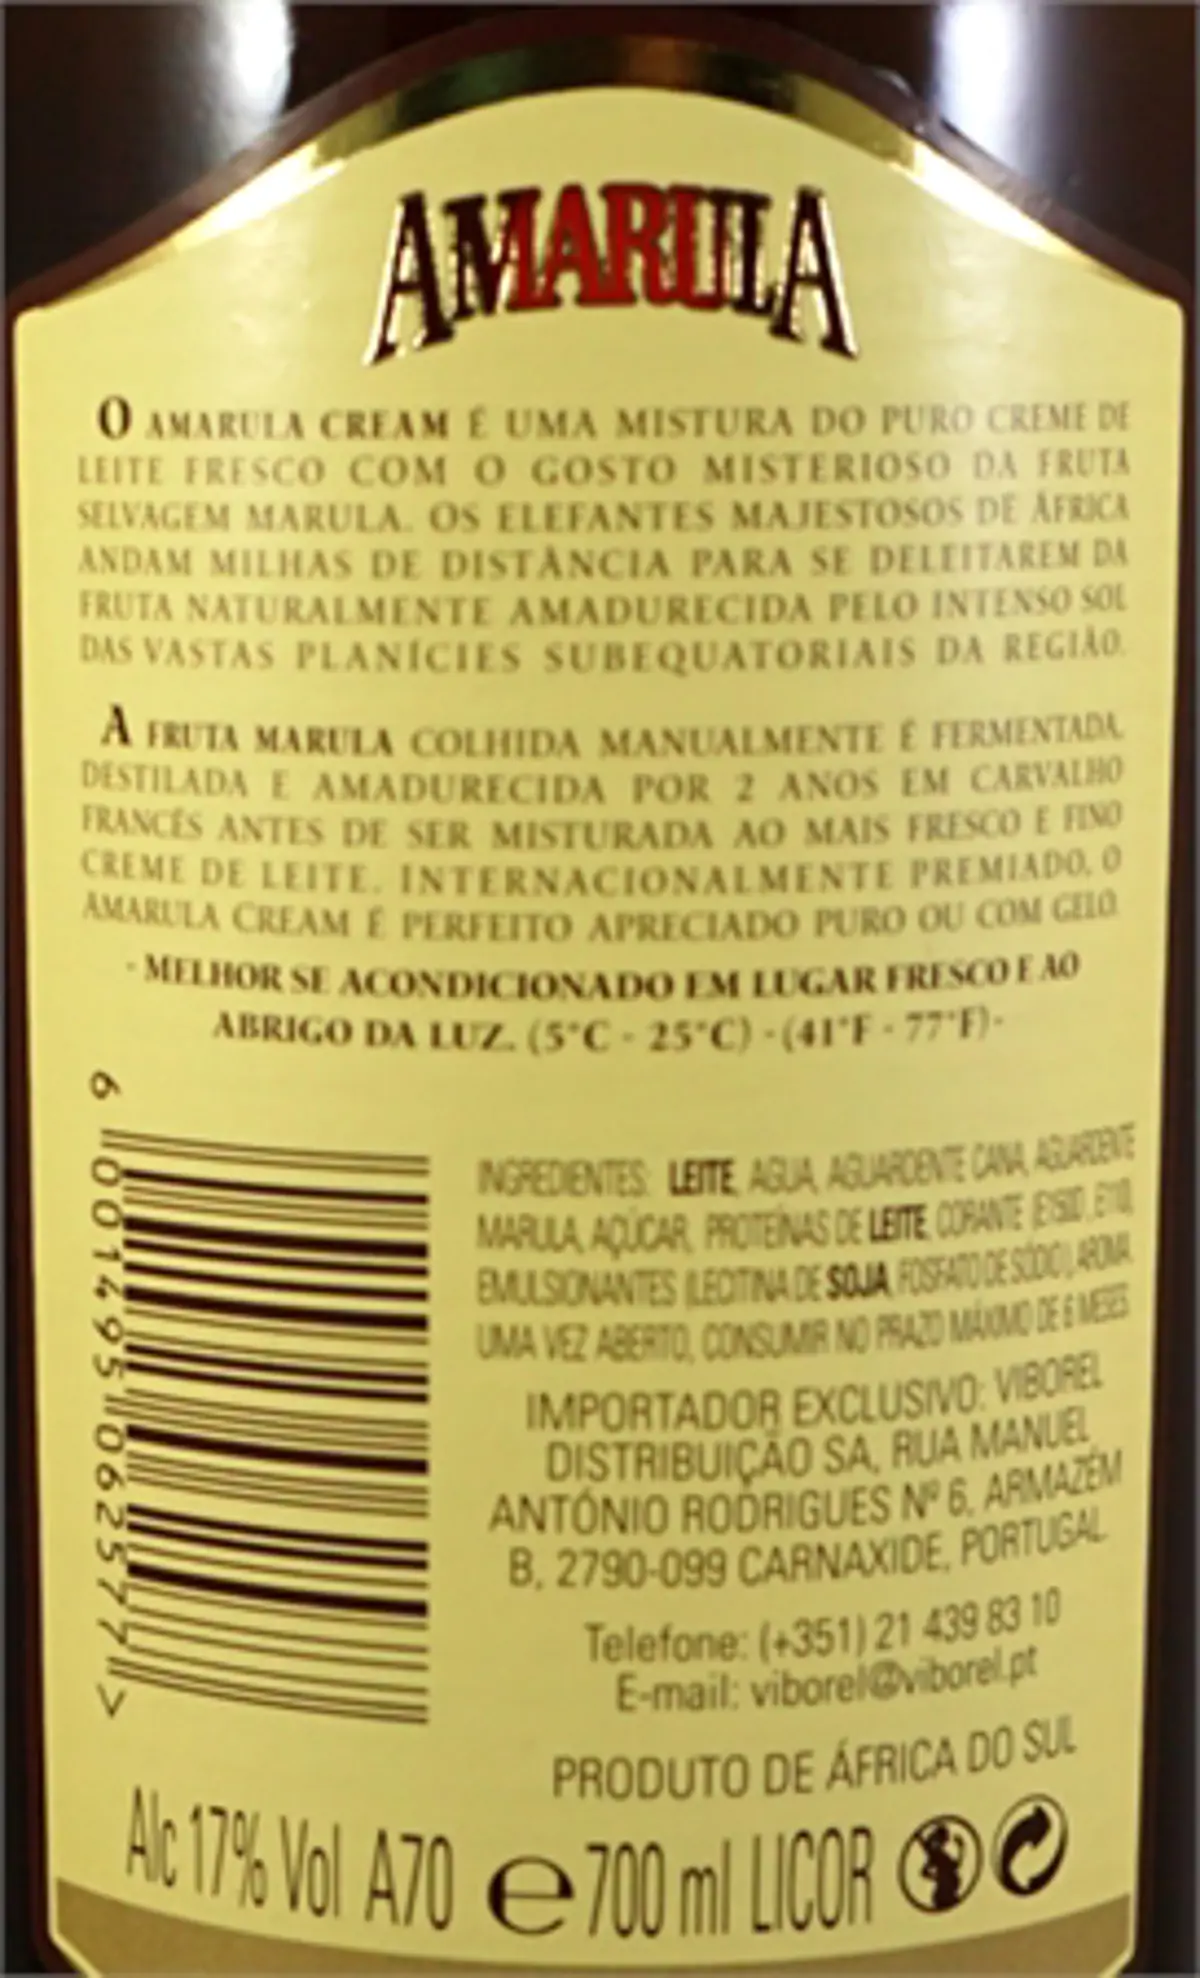 AMARULA
O AMARULA CREAM É UMA MISTURA DO PURO CREME DE
LEITE FRESCO COM O GOSTO MISTERIOSO DA FRUTA
SELVAGEM MARULA. OS ELEFANTES MAJESTOSOS DE ÁFRICA
ANDAM MILHAS DE DISTÂNCIA PARA SE DELEITAREM DA
FRUTA NATURALMENTE AMADURECIDA PELO INTENSO SOL
DAS VASTAS PLANÍCIES SUBEQUATORIAIS DA REGIÃO.
A FRUTA MARULA COLHIDA MANUALMENTE É FERMENTADA,
DESTILADA E AMADURECIDA POR 2 ANOS EM CARVALHO
FRANCÊS ANTES DE SER MISTURADA AO MAIS FRESCO E FINO
CREME DE LEITE. INTERNACIONALMENTE PREMIADO, O
AMARULA CREAM É PERFEITO APRECIADO PURO OU COM GELO.
- MELHOR SE ACONDICIONADO EM LUGAR FRESCO E AO
ABRIGO DA LUZ. (5°C - 25°C) - (41°F - 77°F)-
6 001495 062577 >
INGREDIENTES: LEITE, AGUA, AGUARDENTE CANA, AGUARDENTE
MARULA, AÇÚCAR, PROTEÍNAS DE LEITE, CORANTE (E150D, E110),
EMULSIONANTES (LECITINA DE SOJA, FOSFATO DE SÓDIO) AROMA.
UMA VEZ ABERTO, CONSUMIR NO PRAZO MÁXIMO DE 6 MESES
IMPORTADOR EXCLUSIVO: VIBOREL
DISTRIBUIÇÃO SA, RUA MANUEL
ANTÓNIO RODRIGUES Nº 6, ARMAZÉM
B, 2790-099 CARNAXIDE, PORTUGAL
Telefone: (+351) 21 439 83 10
E-mail: viborel@viborel.pt
PRODUTO DE ÁFRICA DO SUL
Alc 17% Vol A70 e 700 ml LICOR